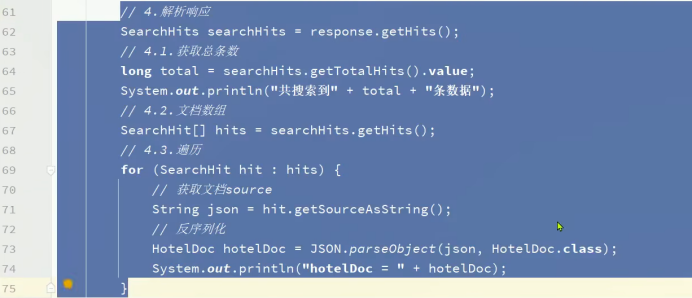 61 // 4.解析响应
62 SearchHits searchHits = response.getHits();
63 // 4.1.获取总条数
64 long total = searchHits.getTotalHits().value;
65 System.out.println("共搜索到" + total + "条数据");
66 // 4.2.文档数组
67 SearchHit[] hits = searchHits.getHits();
68 // 4.3.遍历
69 for (SearchHit hit : hits) {
70 // 获取文档source
71 String json = hit.getSourceAsString();
72 // 反序列化
73 HotelDoc hotelDoc = JSON.parseObject(json, HotelDoc.class);
74 System.out.println("hotelDoc = " + hotelDoc);
75 }